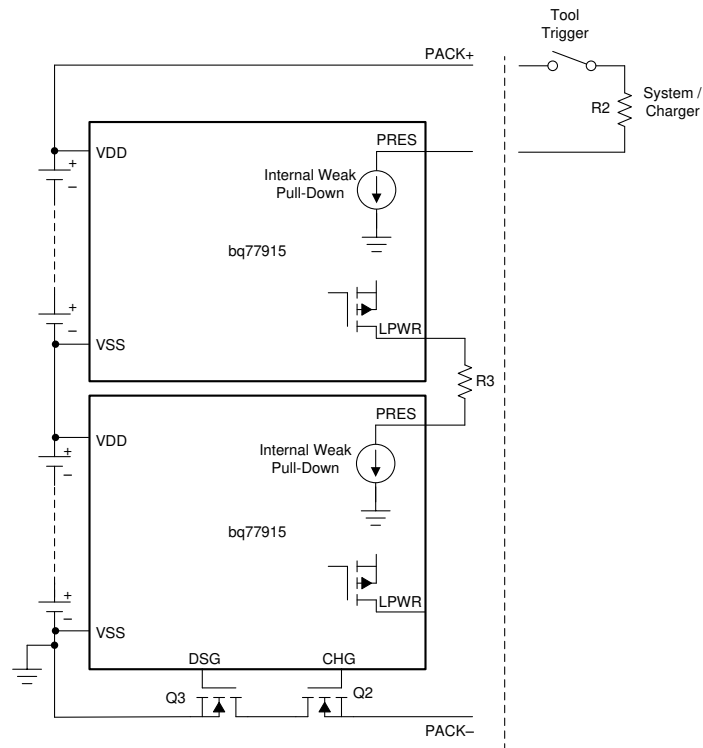 Tool
Trigger
PACK+
R2
System /
Charger
VDD
PRES
+
–
Internal Weak
Pull-Down
bq77915
+
–
LPWR
VSS
R3
PRES
VDD
+
–
Internal Weak
Pull-Down
bq77915
+
–
LPWR
VSS
DSG
CHG
Q3
Q2
PACK–